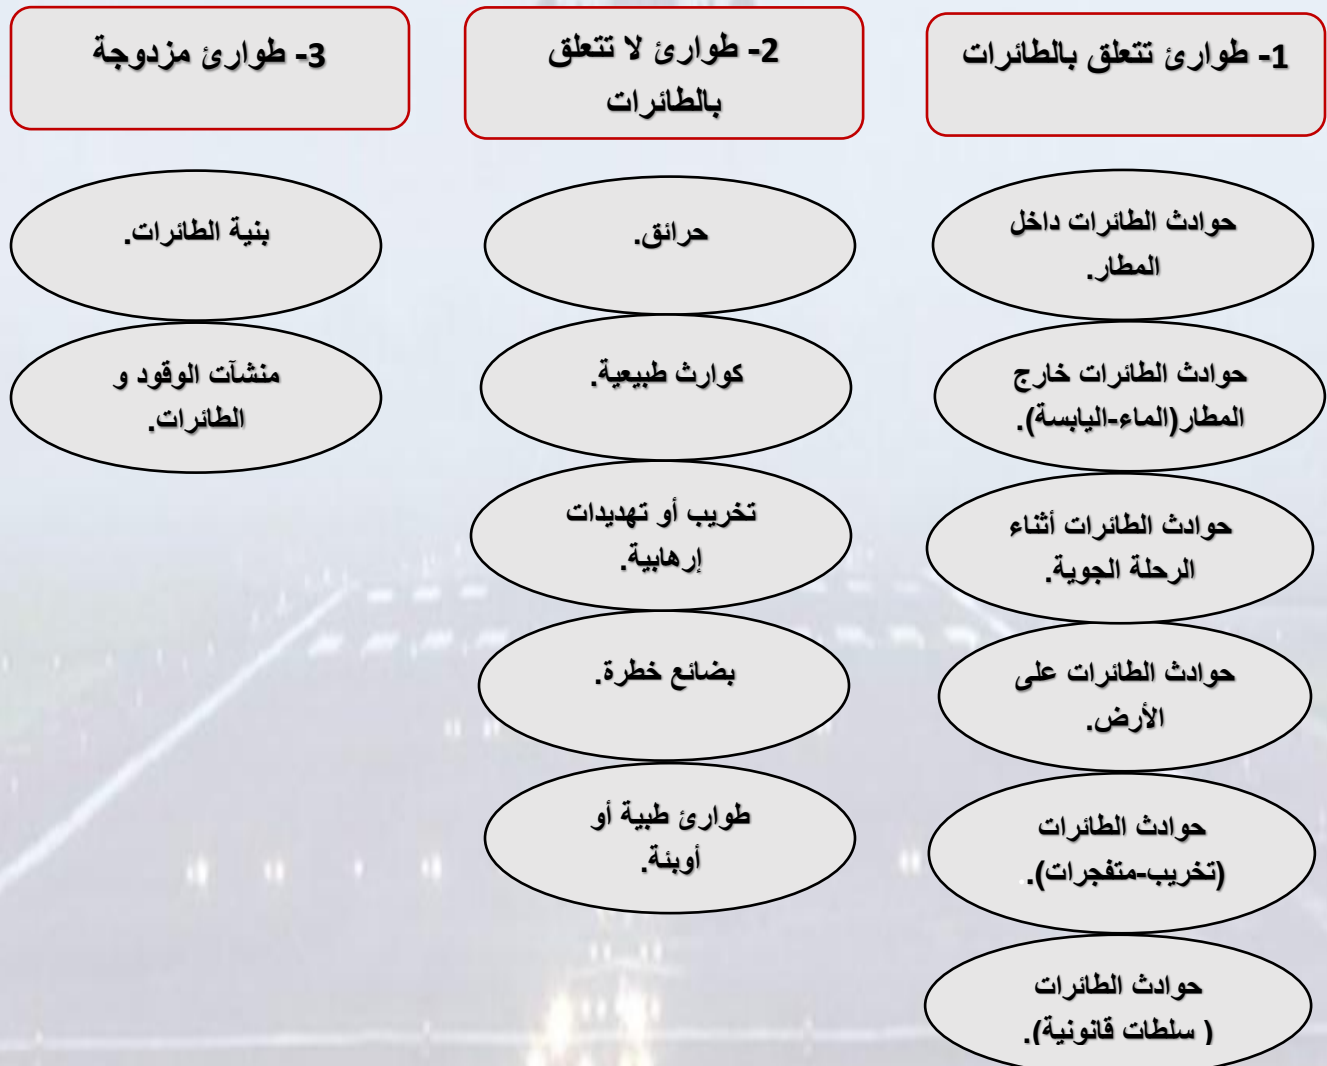 1- طوارئ تتعلق بالطائرات
حوادث الطائرات داخل
المطار.
حوادث الطائرات خارج
المطار(الماء-اليابسة).
حوادث الطائرات أثناء
الرحلة الجوية.
حوادث الطائرات على
الأرض.
حوادث الطائرات
(تخريب-متفجرات).
حوادث الطائرات
( سلطات قانونية).
2- طوارئ لا تتعلق
بالطائرات
حرائق.
كوارث طبيعية.
تخريب أو تهديدات
إرهابية.
بضائع خطرة.
طوارئ طبية أو
أوبئة.
3- طوارئ مزدوجة
بنية الطائرات.
منشآت الوقود و
الطائرات.